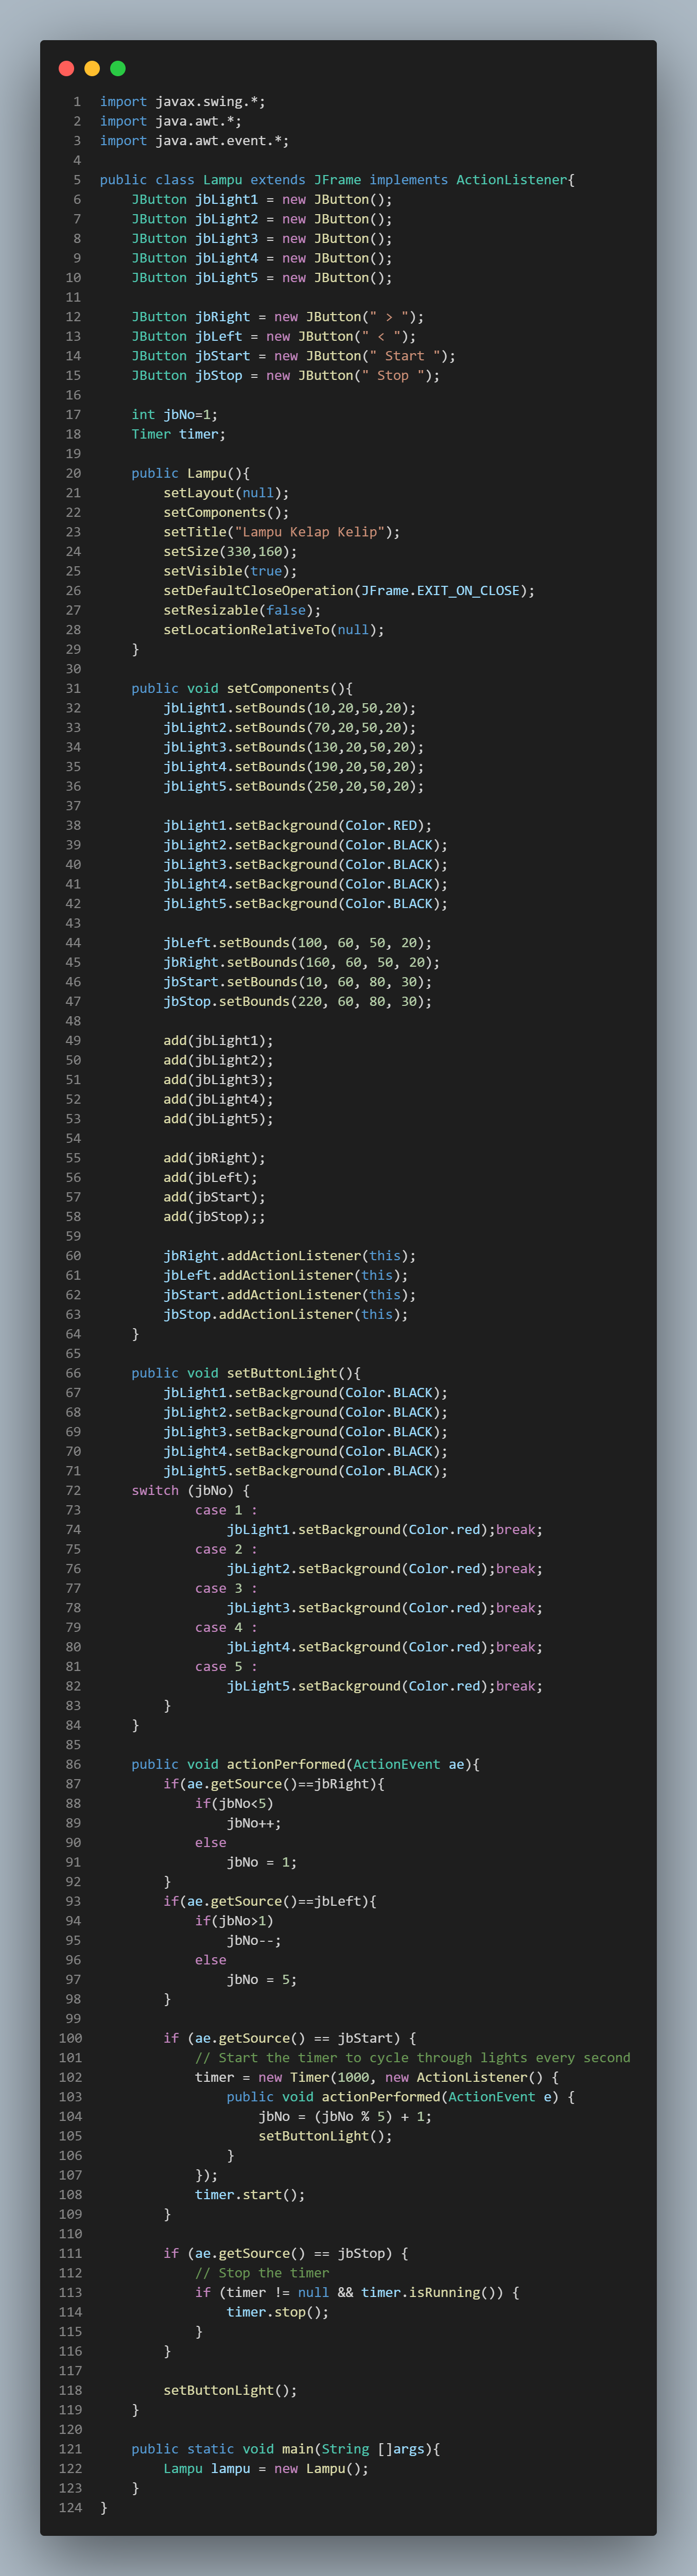 1 import javax.swing.*;
2 import java.awt.*;
3 import java.awt.event.*;
4
5 public class Lampu extends JFrame implements ActionListener{
6     JButton jbLight1 = new JButton();
7     JButton jbLight2 = new JButton();
8     JButton jbLight3 = new JButton();
9     JButton jbLight4 = new JButton();
10     JButton jbLight5 = new JButton();
11
12     JButton jbRight = new JButton(" > ");
13     JButton jbLeft = new JButton(" < ");
14     JButton jbStart = new JButton(" Start ");
15     JButton jbStop = new JButton(" Stop ");
16
17     int jbNo=1;
18     Timer timer;
19
20     public Lampu(){
21         setLayout(null);
22         setComponents();
23         setTitle("Lampu Kelap Kelip");
24         setSize(330,160);
25         setVisible(true);
26         setDefaultCloseOperation(JFrame.EXIT_ON_CLOSE);
27         setResizable(false);
28         setLocationRelativeTo(null);
29     }
30
31     public void setComponents(){
32         jbLight1.setBounds(10,20,50,20);
33         jbLight2.setBounds(70,20,50,20);
34         jbLight3.setBounds(130,20,50,20);
35         jbLight4.setBounds(190,20,50,20);
36         jbLight5.setBounds(250,20,50,20);
37
38         jbLight1.setBackground(Color.RED);
39         jbLight2.setBackground(Color.BLACK);
40         jbLight3.setBackground(Color.BLACK);
41         jbLight4.setBackground(Color.BLACK);
42         jbLight5.setBackground(Color.BLACK);
43
44         jbLeft.setBounds(100, 60, 50, 20);
45         jbRight.setBounds(160, 60, 50, 20);
46         jbStart.setBounds(10, 60, 80, 30);
47         jbStop.setBounds(220, 60, 80, 30);
48
49         add(jbLight1);
50         add(jbLight2);
51         add(jbLight3);
52         add(jbLight4);
53         add(jbLight5);
54
55         add(jbRight);
56         add(jbLeft);
57         add(jbStart);
58         add(jbStop);;
59
60         jbRight.addActionListener(this);
61         jbLeft.addActionListener(this);
62         jbStart.addActionListener(this);
63         jbStop.addActionListener(this);
64     }
65
66     public void setButtonLight(){
67         jbLight1.setBackground(Color.BLACK);
68         jbLight2.setBackground(Color.BLACK);
69         jbLight3.setBackground(Color.BLACK);
70         jbLight4.setBackground(Color.BLACK);
71         jbLight5.setBackground(Color.BLACK);
72     switch (jbNo) {
73             case 1 :
74                 jbLight1.setBackground(Color.red);break;
75             case 2 :
76                 jbLight2.setBackground(Color.red);break;
77             case 3 :
78                 jbLight3.setBackground(Color.red);break;
79             case 4 :
80                 jbLight4.setBackground(Color.red);break;
81             case 5 :
82                 jbLight5.setBackground(Color.red);break;
83         }
84     }
85
86     public void actionPerformed(ActionEvent ae){
87         if(ae.getSource()==jbRight){
88             if(jbNo<5)
89                 jbNo++;
90             else
91                 jbNo = 1;
92         }
93         if(ae.getSource()==jbLeft){
94             if(jbNo>1)
95                 jbNo--;
96             else
97                 jbNo = 5;
98         }
99
100         if (ae.getSource() == jbStart) {
101             // Start the timer to cycle through lights every second
102             timer = new Timer(1000, new ActionListener() {
103                 public void actionPerformed(ActionEvent e) {
104                     jbNo = (jbNo % 5) + 1;
105                     setButtonLight();
106                 }
107             });
108             timer.start();
109         }
110
111         if (ae.getSource() == jbStop) {
112             // Stop the timer
113             if (timer != null && timer.isRunning()) {
114                 timer.stop();
115             }
116         }
117
118         setButtonLight();
119     }
120
121     public static void main(String []args){
122         Lampu lampu = new Lampu();
123     }
124 }